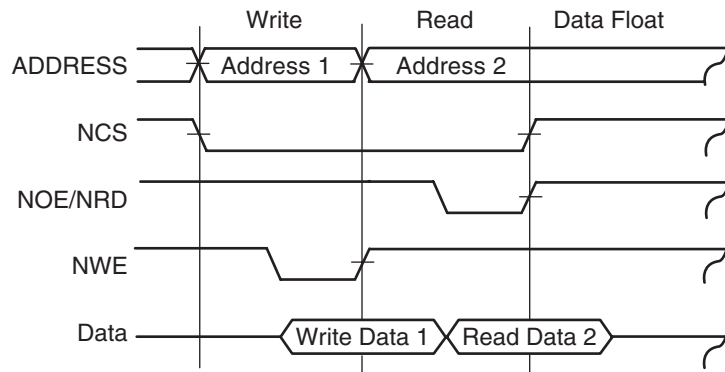 Write Read Data Float
ADDRESS Address 1 Address 2
NCS
NOE/NRD
NWE
Data Write Data 1 Read Data 2